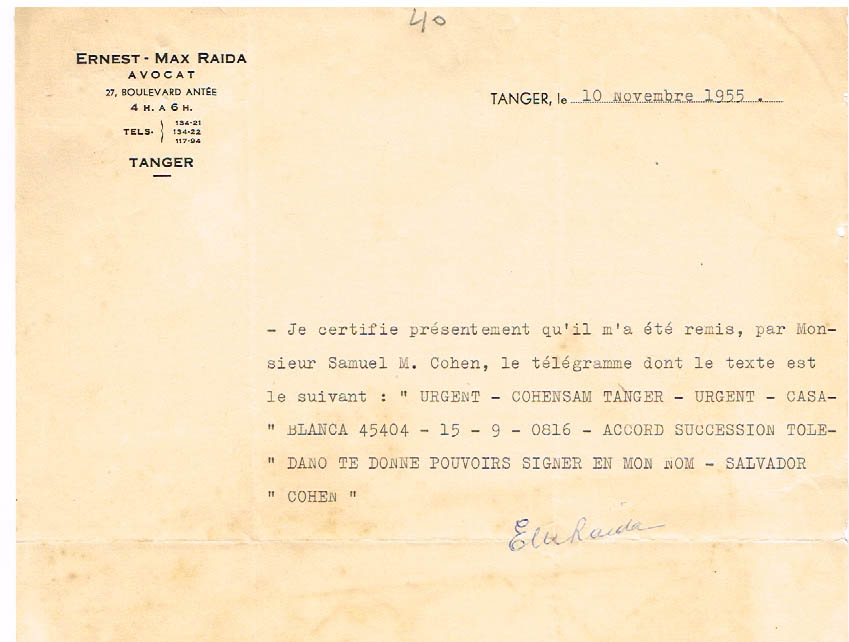 40
ERNEST - MAX RAIDA
AVOCAT
27, BOULEVARD ANTÉE
4 H. A 6 H.
TELS. } 134-21
134-22
117-94
TANGER
TANGER, le 10 Novembre 1955 .
- Je certifie présentement qu'il m'a été remis, par Mon-
sieur Samuel M. Cohen, le télégramme dont le texte est
le suivant : " URGENT - COHENSAM TANGER - URGENT - CASA-
" BLANCA 45404 - 15 - 9 - 0816 - ACCORD SUCCESSION TOLE-
" DANO TE DONNE POUVOIRS SIGNER EN MON NOM - SALVADOR
" COHEN "